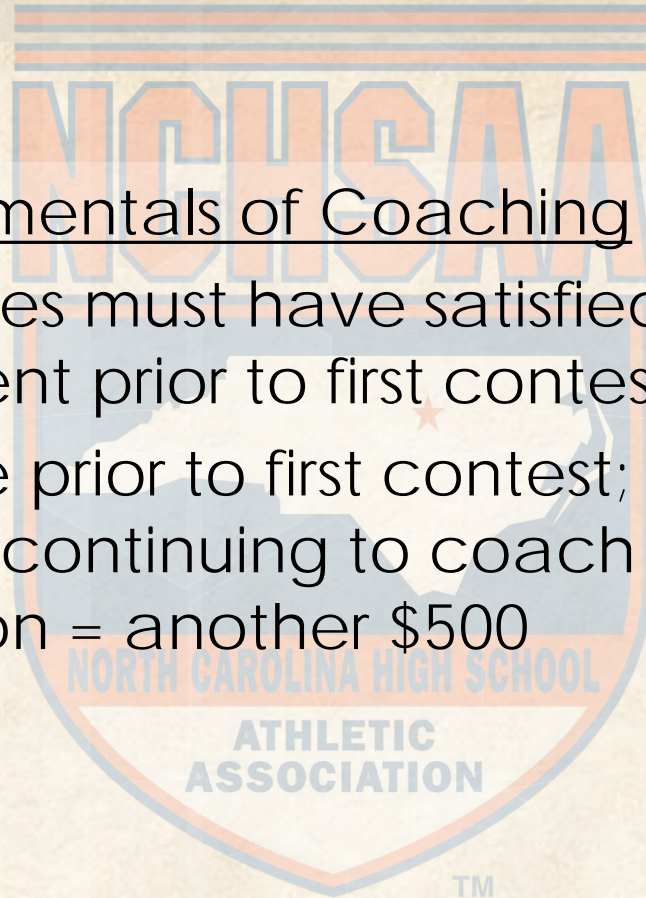 NCHSAA
mentals of Coaching
es must have satisfied
ent prior to first contes
e prior to first contest;
continuing to coach
on = another $500
NORTH CAROLINA HIGH SCHOOL
ATHLETIC
ASSOCIATION
TM